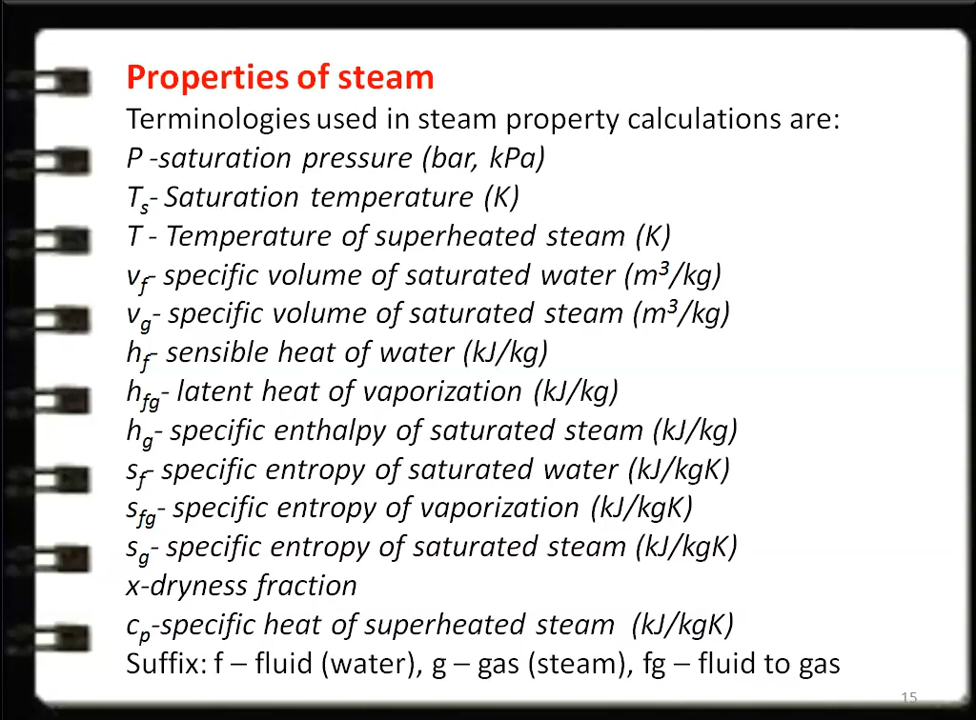 Properties of steam
Terminologies used in steam property calculations are:
P -saturation pressure (bar, kPa)
Ts- Saturation temperature (K)
T - Temperature of superheated steam (K)
vf- specific volume of saturated water (m³/kg)
vg- specific volume of saturated steam (m³/kg)
hf- sensible heat of water (kJ/kg)
hfg- latent heat of vaporization (kJ/kg)
hg- specific enthalpy of saturated steam (kJ/kg)
sf- specific entropy of saturated water (kJ/kgK)
sfg- specific entropy of vaporization (kJ/kgK)
sg- specific entropy of saturated steam (kJ/kgK)
x-dryness fraction
cp-specific heat of superheated steam (kJ/kgK)
Suffix: f – fluid (water), g – gas (steam), fg – fluid to gas
15